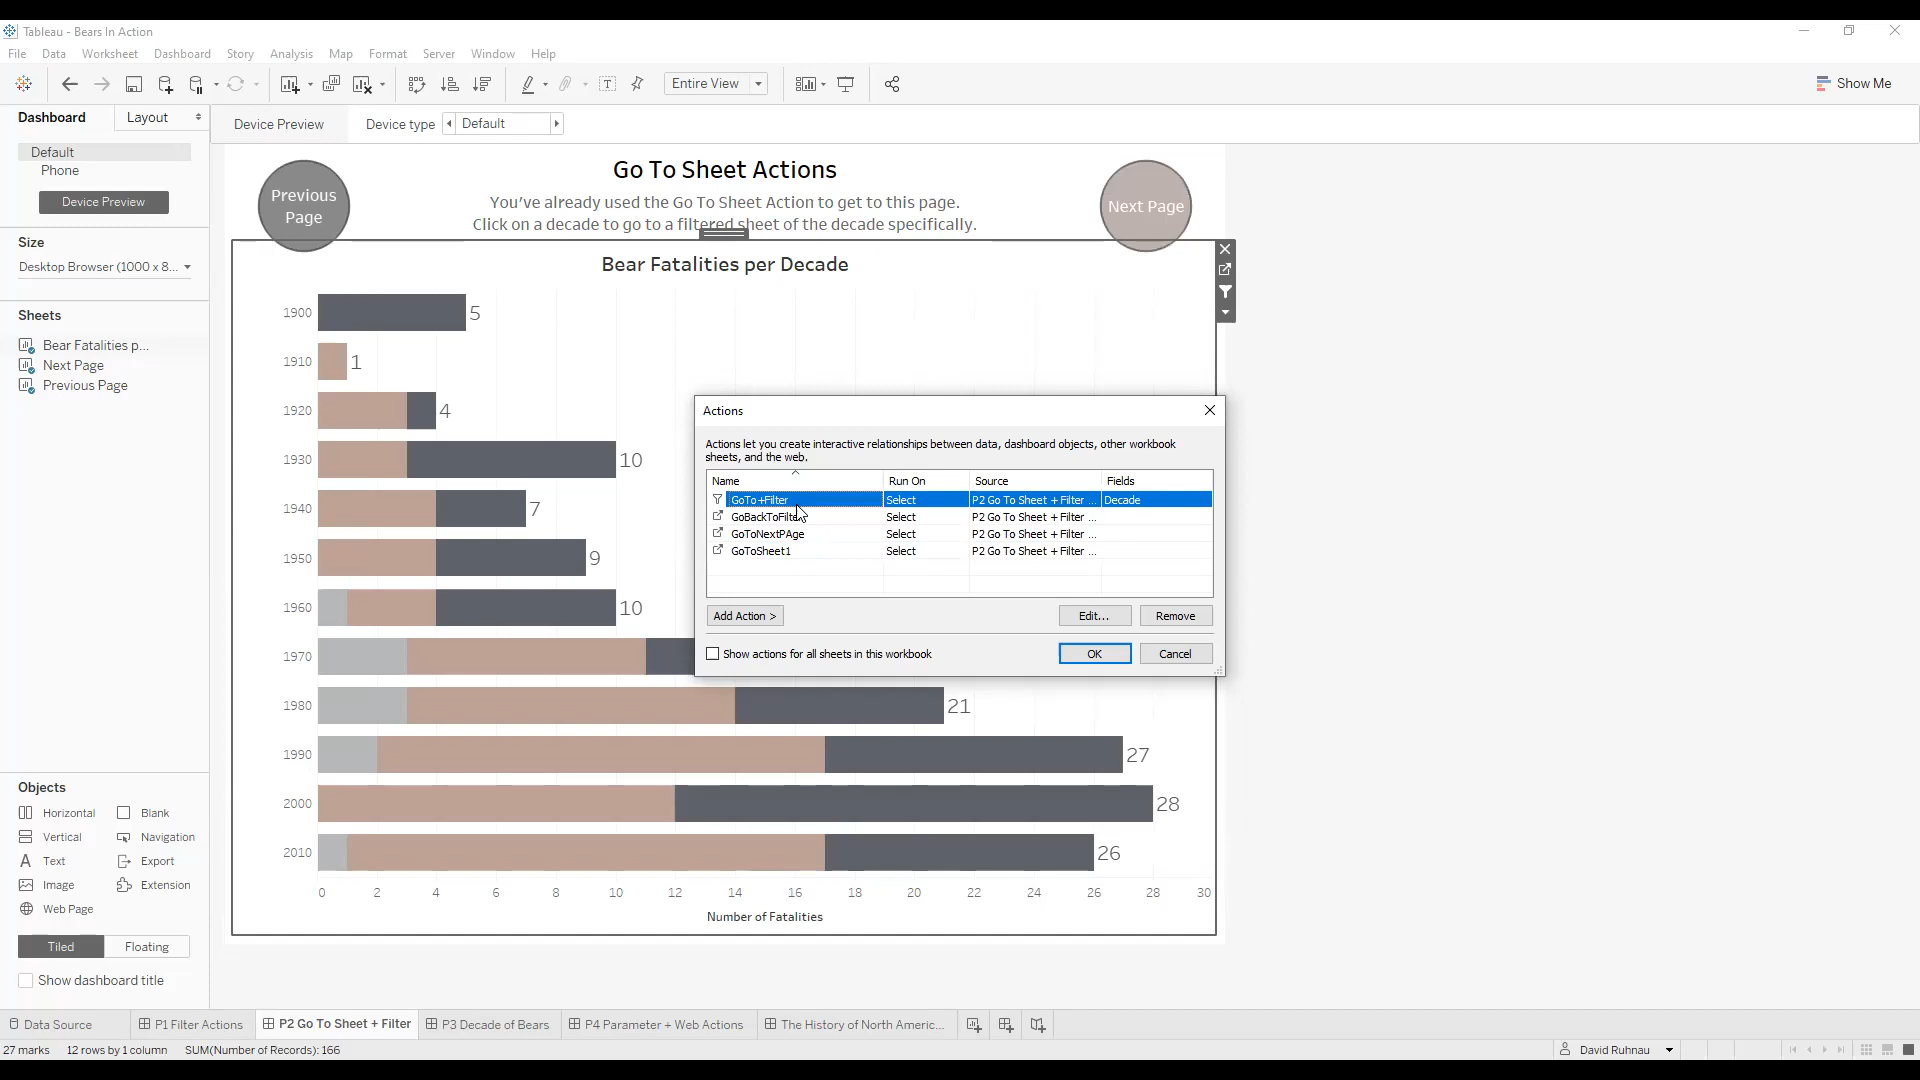 Tableau - Bears In Action
File Data Worksheet Dashboard Story Analysis Map Format Server Window Help
Entire View
Show Me
Dashboard Layout
Device Preview Device type Default
Default
Phone
Device Preview
Size
Desktop Browser (1000 x 8...
Sheets
Bear Fatalities p...
Next Page
Previous Page
Objects
Horizontal Blank
Vertical Navigation
Text Export
Image Extension
Web Page
Tiled Floating
Show dashboard title
Previous
Page
Go To Sheet Actions
You've already used the Go To Sheet Action to get to this page.
Click on a decade to go to a filtered sheet of the decade specifically.
Next Page
Bear Fatalities per Decade
1900 5
1910 1
1920 4
1930 10
1940 7
1950 9
1960 10
1970
1980 21
1990 27
2000 28
2010 26
0 2 4 6 8 10 12 14 16 18 20 22 24 26 28 30
Number of Fatalities
Actions
Actions let you create interactive relationships between data, dashboard objects, other workbook
sheets, and the web.
Name Run On Source Fields
GoTo+Filter Select P2 Go To Sheet + Filter ... Decade
GoBackToFilte Select P2 Go To Sheet + Filter ...
GoToNextPAge Select P2 Go To Sheet + Filter ...
GoToSheet1 Select P2 Go To Sheet + Filter ...
Add Action > Edit... Remove
Show actions for all sheets in this workbook OK Cancel
Data Source P1 Filter Actions P2 Go To Sheet + Filter P3 Decade of Bears P4 Parameter + Web Actions The History of North Americ...
27 marks 12 rows by 1 column SUM(Number of Records): 166 David Ruhnau